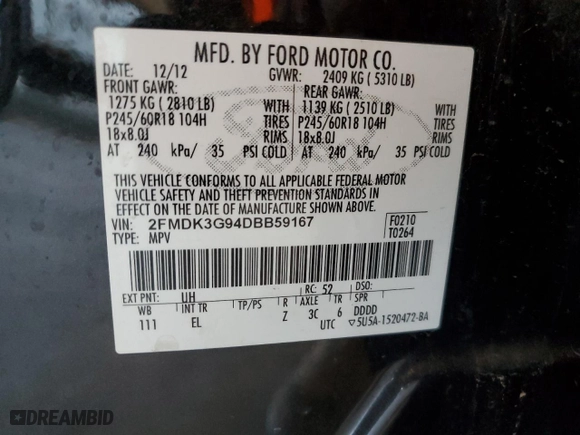 MFD. BY FORD MOTOR CO.
DATE: 12/12 GVWR: 2409 KG ( 5310 LB)
FRONT GAWR: REAR GAWR:
1275 KG ( 2810 LB) WITH 1139 KG ( 2510 LB) WITH
P245/60R18 104H TIRES P245/60R18 104H TIRES
18x8.0J RIMS 18x8.0J RIMS
AT 240 kPa/ 35 PSI COLD AT 240 kPa/ 35 PSI COLD
THIS VEHICLE CONFORMS TO ALL APPLICABLE FEDERAL MOTOR
VEHICLE SAFETY AND THEFT PREVENTION STANDARDS IN
EFFECT ON THE DATE OF MANUFACTURE SHOWN ABOVE.
VIN: 2FMDK3G94DBB59167 F0210
TYPE: MPV T0264
EXT PNT: UH RC: 52 DSO:
WB INT TR TP/PS R AXLE TR SPR
111 EL Z 3C 6 DDDD
UTC 5U5A-1520472-BA
DREAMBID